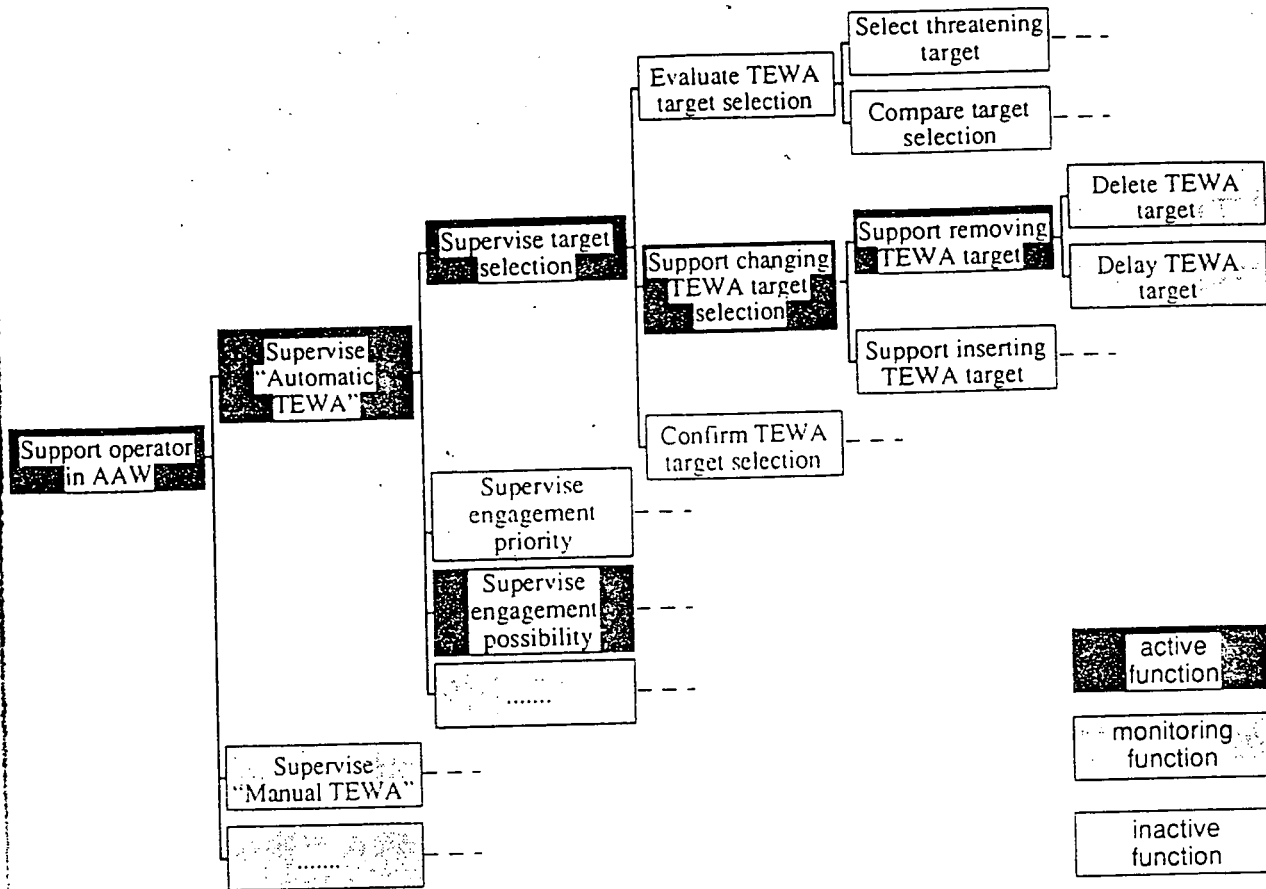 Select threatening
target
Evaluate TEWA
target selection
Compare target
selection
Delete TEWA
target
Supervise target
selection
Support removing
TEWA target
Support changing
TEWA target
selection
Delay TEWA
target
Supervise
“Automatic
TEWA”
Support inserting
TEWA target
Support operator
in AAW
Confirm TEWA
target selection
Supervise
engagement
priority
Supervise
engagement
possibility
.......
Supervise
“Manual TEWA”
.......
active
function
monitoring
function
inactive
function